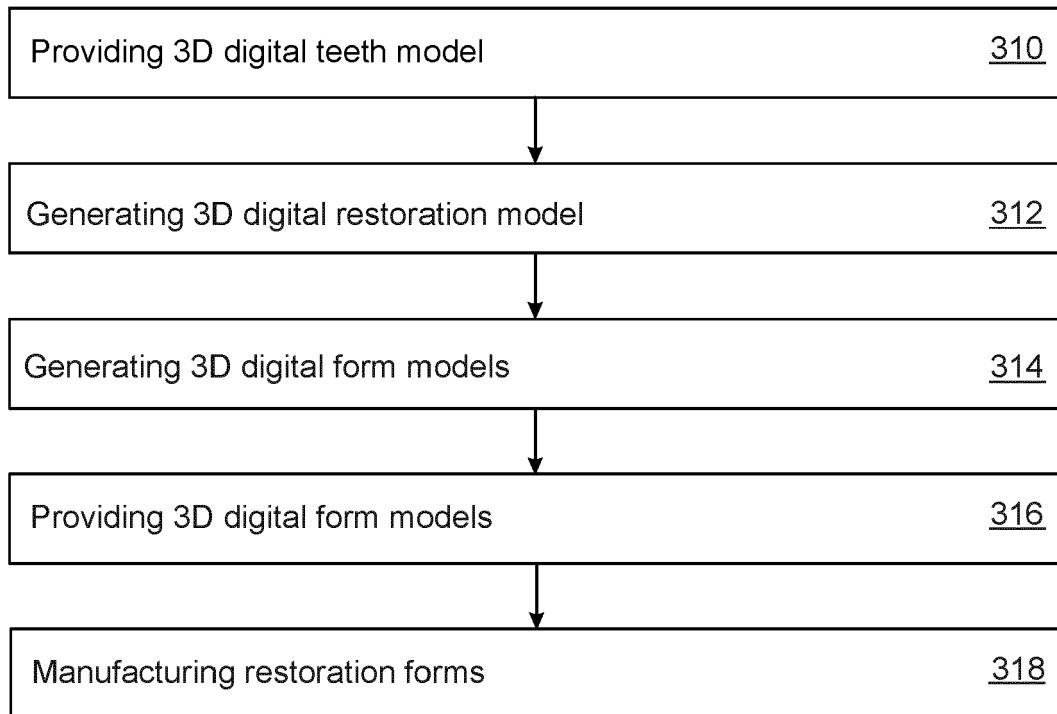 Providing 3D digital teeth model 310
Generating 3D digital restoration model 312
Generating 3D digital form models 314
Providing 3D digital form models 316
Manufacturing restoration forms 318